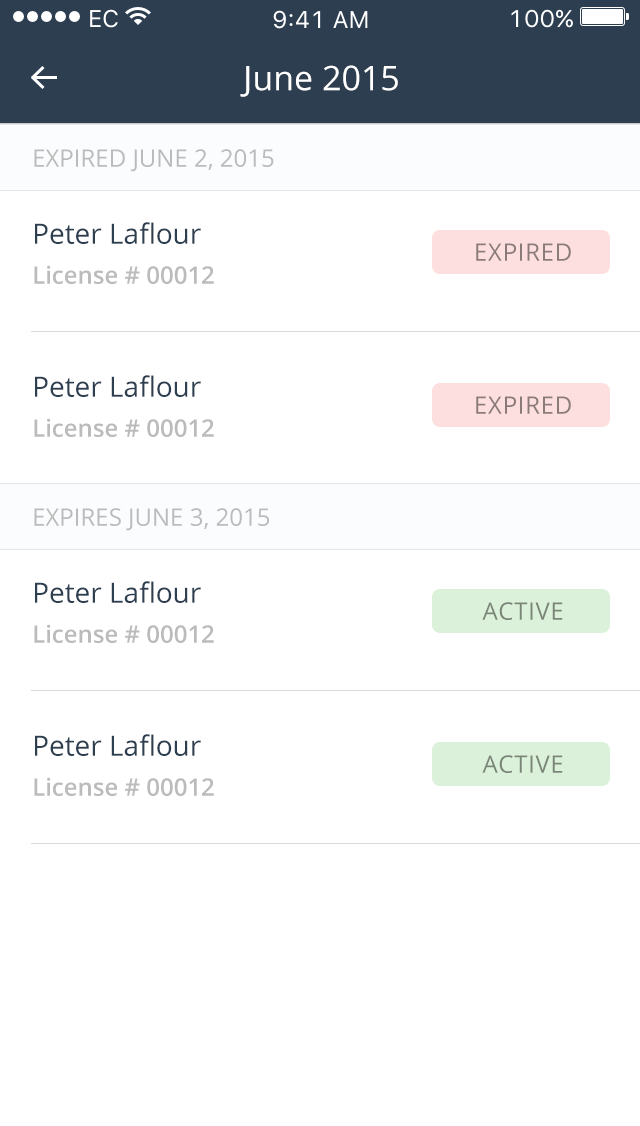 EC 9:41 AM 100%
June 2015
EXPIRED JUNE 2, 2015
Peter Laflour
EXPIRED
License # 00012
Peter Laflour
EXPIRED
License # 00012
EXPIRES JUNE 3, 2015
Peter Laflour
ACTIVE
License # 00012
Peter Laflour
ACTIVE
License # 00012